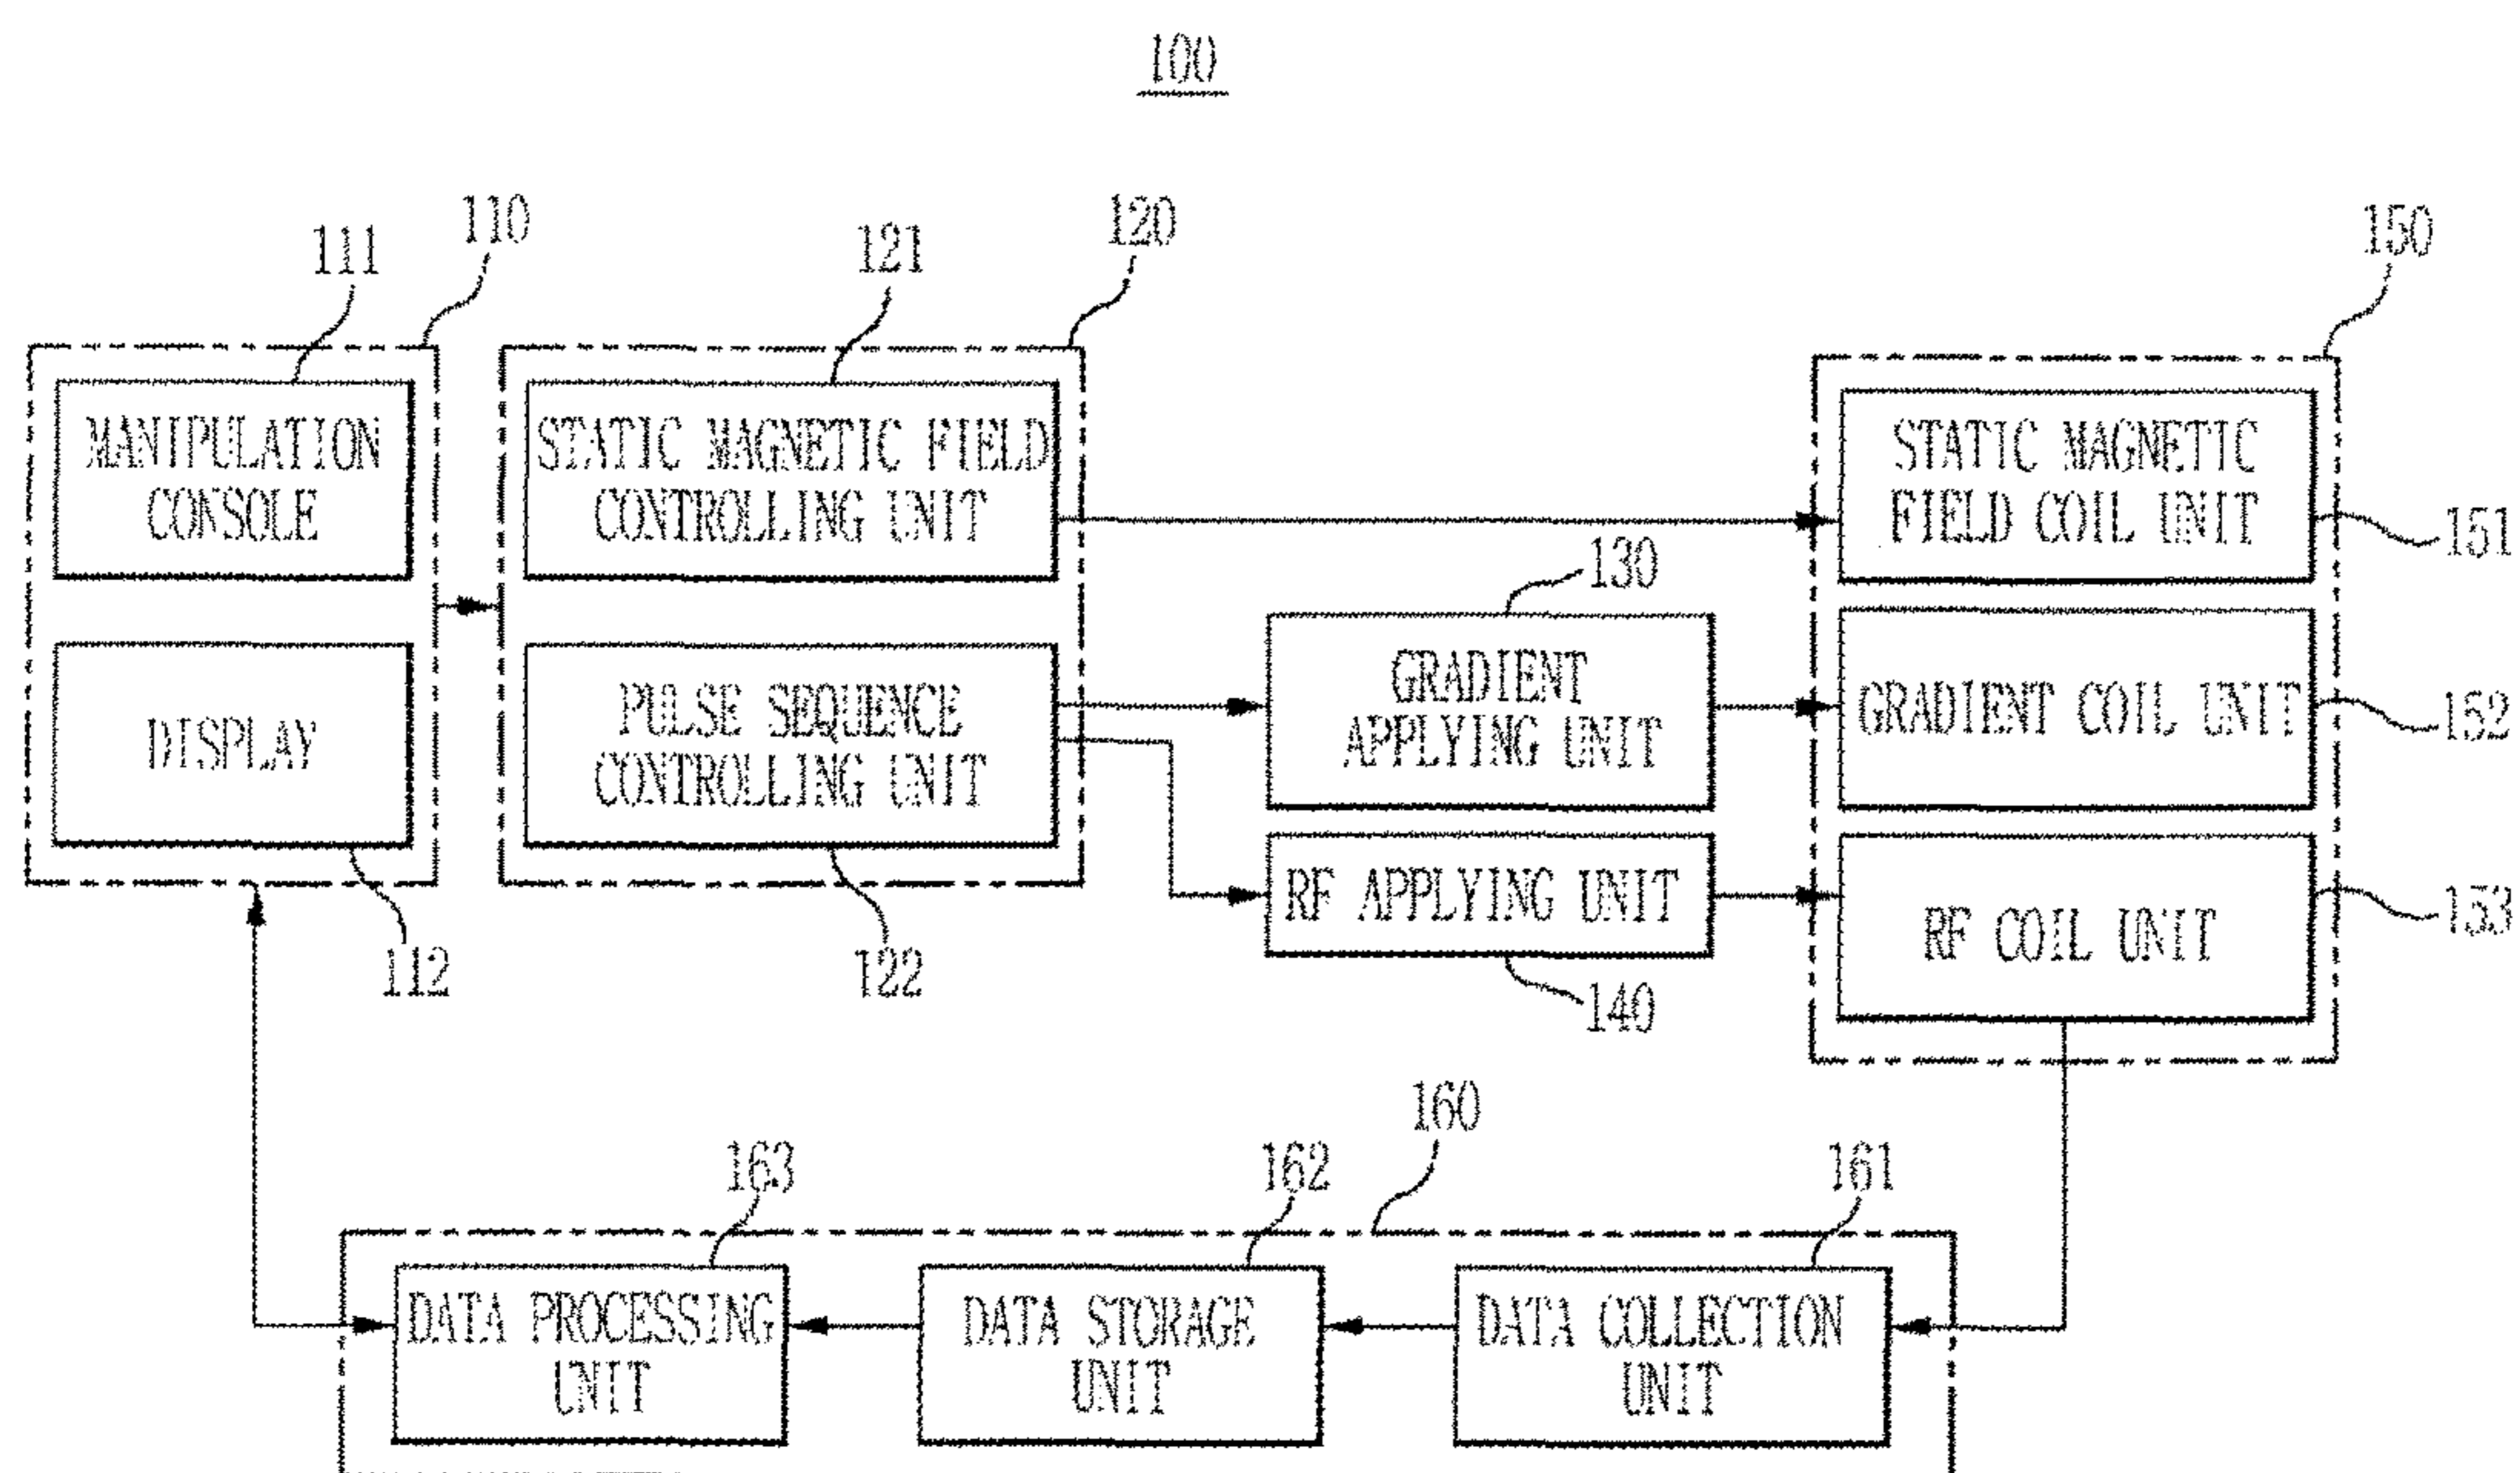 100
110
111
120
121
150
MANIPULATION
CONSOLE
STATIC MAGNETIC FIELD
CONTROLLING UNIT
STATIC MAGNETIC
FIELD COIL UNIT
151
130
DISPLAY
PULSE SEQUENCE
CONTROLLING UNIT
GRADIENT
APPLYING UNIT
GRADIENT COIL UNIT
152
RF APPLYING UNIT
RF COIL UNIT
153
112
122
140
160
163
162
161
DATA PROCESSING
UNIT
DATA STORAGE
UNIT
DATA COLLECTION
UNIT